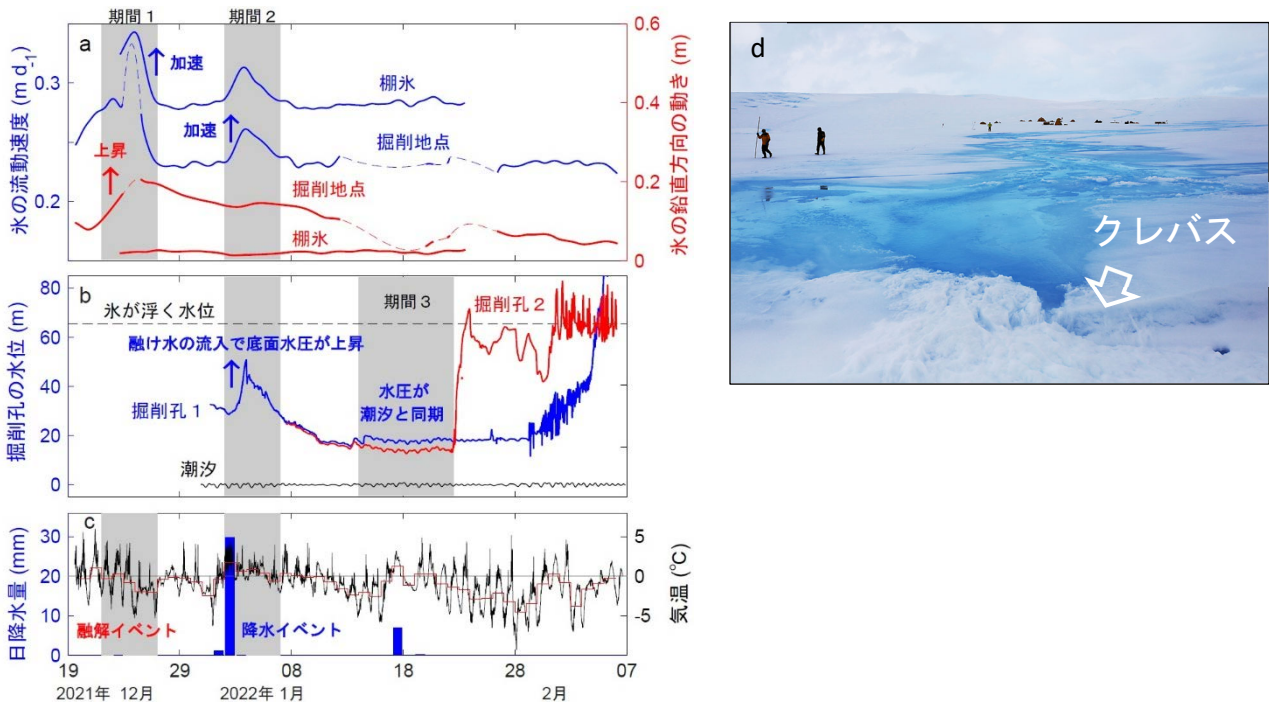 期間 1
期間 2
a
加速
棚氷
加速
掘削地点
上昇
掘削地点
棚氷
氷の流動速度 (m d-1)
0.3
0.2
0.6
0.4
0.2
0
氷の鉛直方向の動き (m)
b
氷が浮く水位
期間 3
掘削孔 2
融け水の流入で底面水圧が上昇
掘削孔 1
水圧が
潮汐と同期
潮汐
掘削孔の水位 (m)
80
60
40
20
0
c
融解イベント
降水イベント
日降水量 (mm)
30
20
10
0
5
0
-5
気温 (°C)
19
29
08
18
28
07
2021年 12月
2022年 1月
2月
d
クレバス